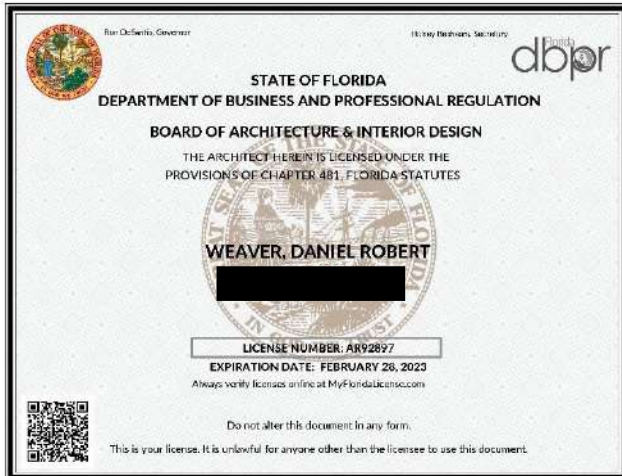 Ron DeSantis, Governor
Halsey Beshears, Secretary
Florida
dbpr
STATE OF FLORIDA
DEPARTMENT OF BUSINESS AND PROFESSIONAL REGULATION
BOARD OF ARCHITECTURE & INTERIOR DESIGN
THE ARCHITECT HEREIN IS LICENSED UNDER THE
PROVISIONS OF CHAPTER 481, FLORIDA STATUTES
WEAVER, DANIEL ROBERT
LICENSE NUMBER: AR92897
EXPIRATION DATE: FEBRUARY 28, 2023
Always verify licenses online at MyFloridaLicense.com
Do not alter this document in any form.
This is your license. It is unlawful for anyone other than the licensee to use this document.